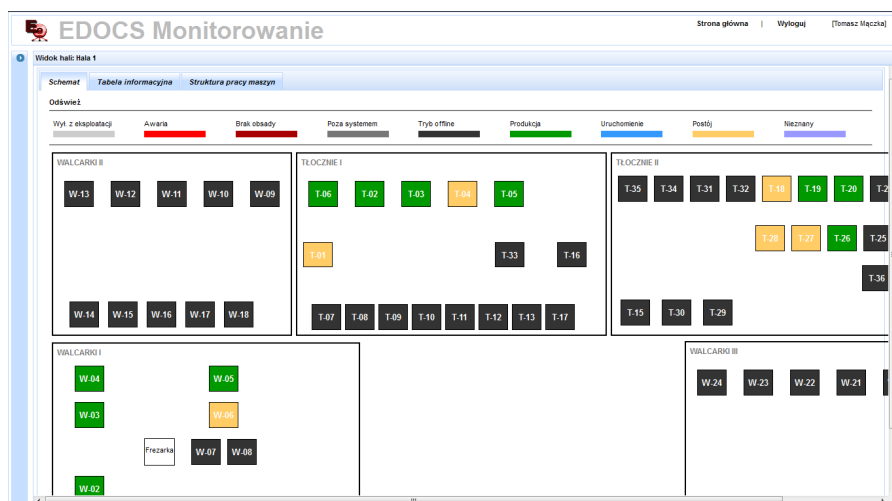 EDOCS Monitorowanie
Strona główna | Wyloguj [Tomasz Mączka]
Widok hali: Hala 1
Schemat Tabela informacyjna Struktura pracy maszyn
Odśwież
Wył. z eksploatacji Awaria Brak obsady Poza systemem Tryb offline Produkcja Uruchomienie Postój Nieznany
WALCARKI II TŁOCZNIE I TŁOCZNIE II
W-13 W-12 W-11 W-10 W-09 T-06 T-02 T-03 T-04 T-05 T-35 T-34 T-31 T-32 T-18 T-19 T-20
T-28 T-27 T-26 T-25
T-01 T-33 T-16
T-36
W-14 W-15 W-16 W-17 W-18 T-07 T-08 T-09 T-10 T-11 T-12 T-13 T-17 T-15 T-30 T-29
WALCARKI I WALCARKI III
W-04 W-05 W-24 W-23 W-22 W-21
W-03 W-06
Frezarka W-07 W-08
W-02